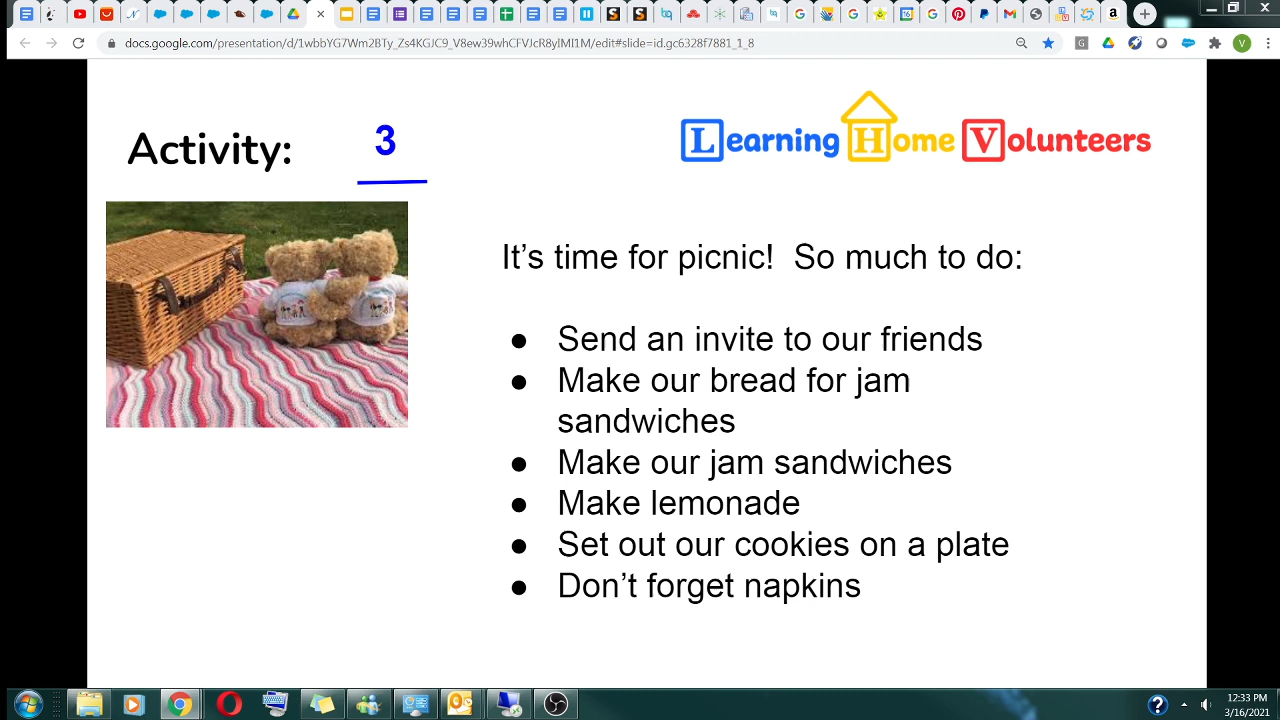 docs.google.com/presentation/d/1wbbYG7Wm2BTy_Zs4KGJC9_V8ew39whVFVJeR8yIMI1M/edit#slide=id.gc6328f7881_1_8
Activity: 3
Learning Home Volunteers
It's time for picnic! So much to do:
● Send an invite to our friends
● Make our bread for jam
sandwiches
● Make our jam sandwiches
● Make lemonade
● Set out our cookies on a plate
● Don't forget napkins
12:33 PM
3/16/2021